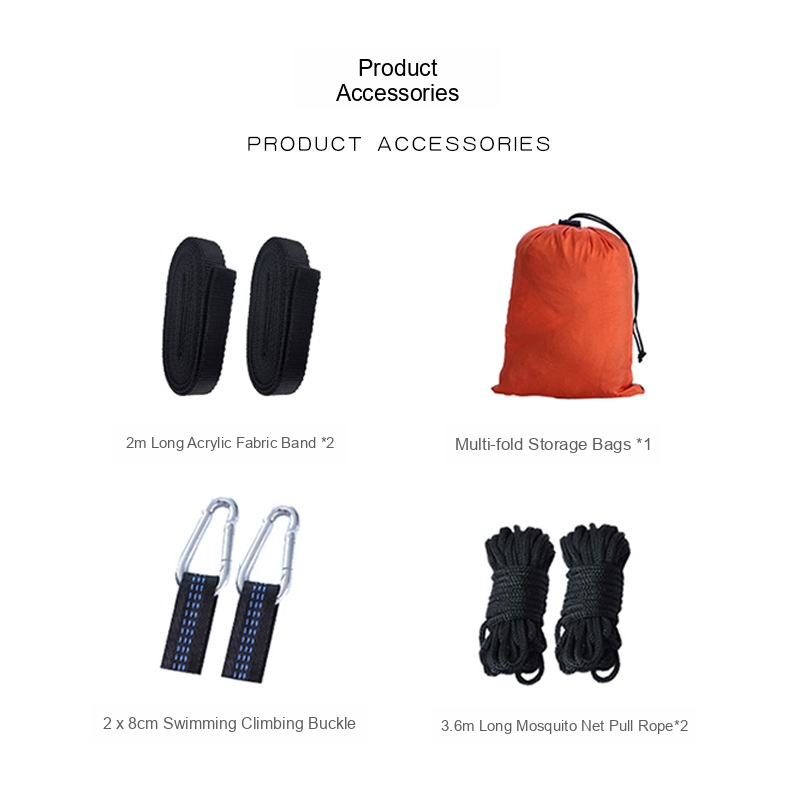 Product
Accessories
PRODUCT ACCESSORIES
2m Long Acrylic Fabric Band *2
Multi-fold Storage Bags *1
2 x 8cm Swimming Climbing Buckle
3.6m Long Mosquito Net Pull Rope*2